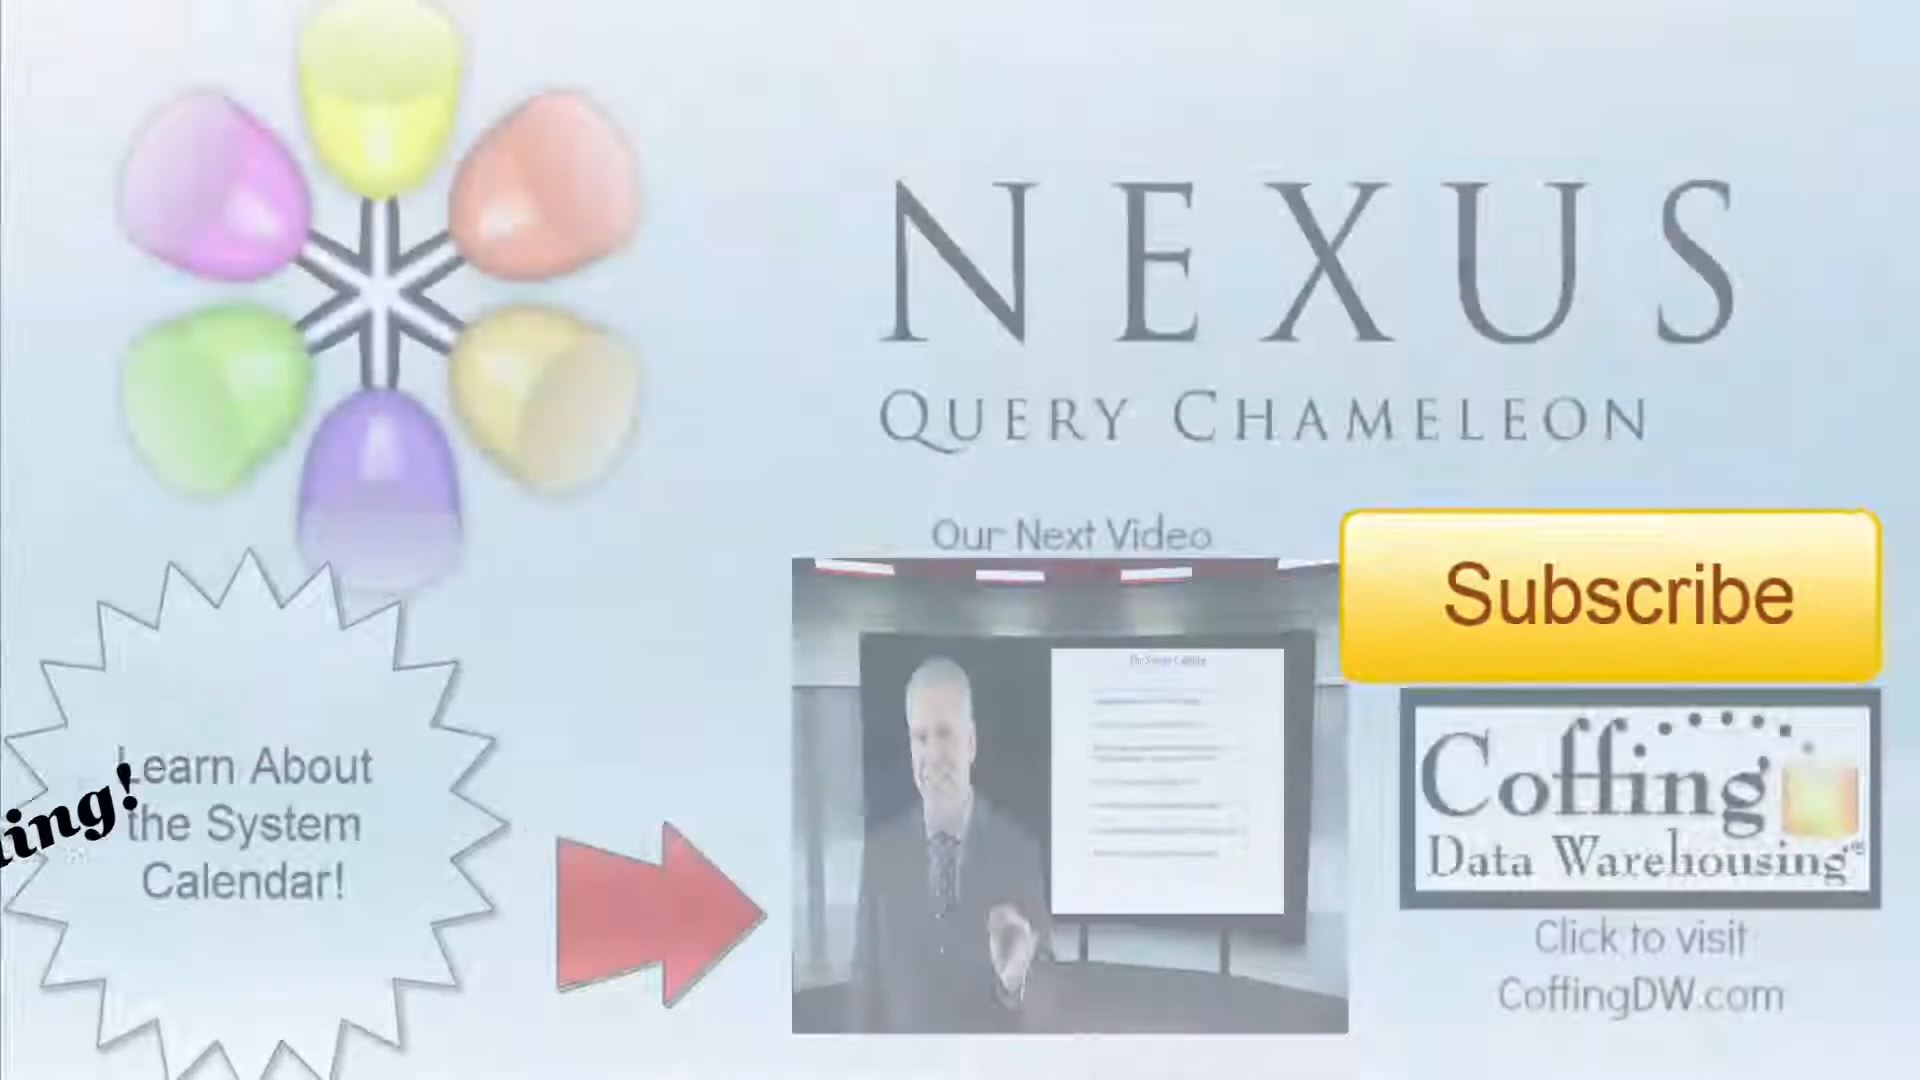 NEXUS
QUERY CHAMELEON
Our Next Video
Subscribe
Learn About
the System
Calendar!
Coffing
Data Warehousing
Click to visit
CoffingDW.com